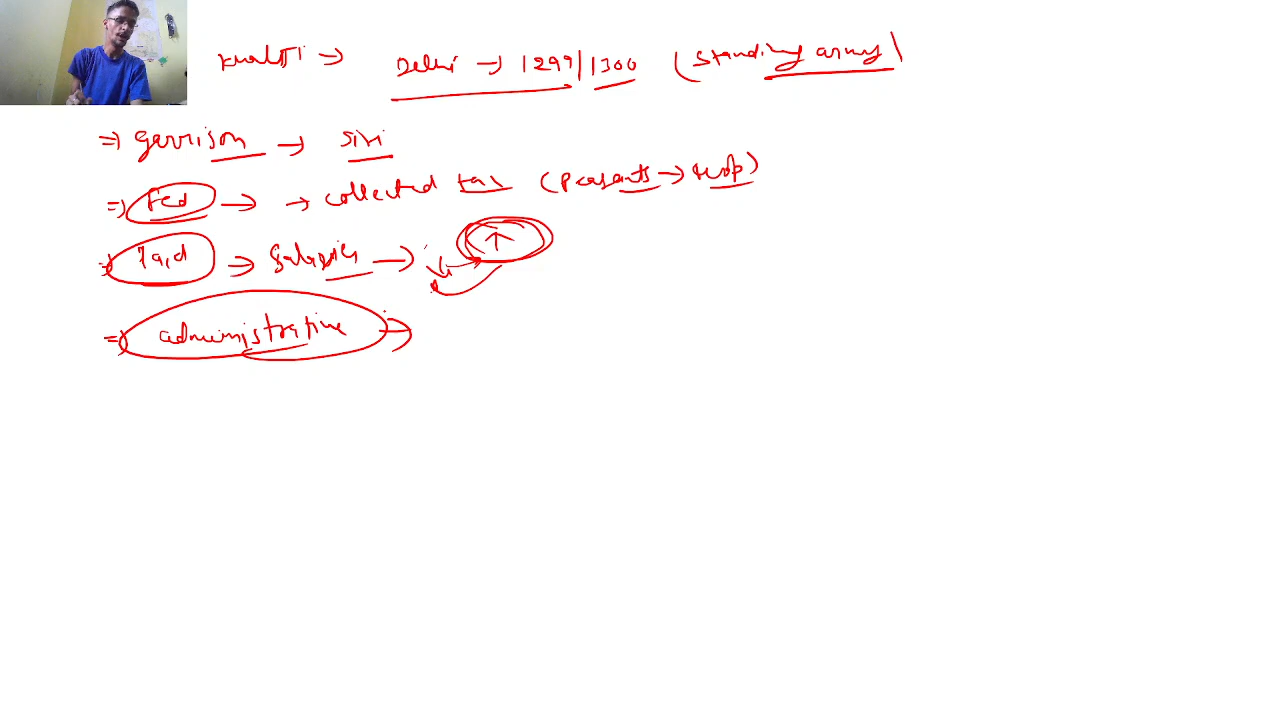 Khalji ⇒ Delhi → 1299/1300 (standing army)
⇒ garrison → siri
⇒ Fed → → collected tax (peasants → crop)
⇒ Paid ⇒ Salaries → ↑
⇒ administrative →